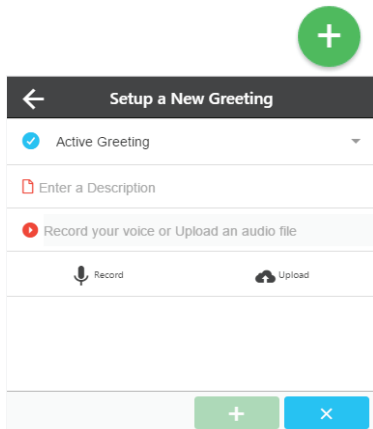 Setup a New Greeting
Active Greeting
Enter a Description
Record your voice or Upload an audio file
Record Upload